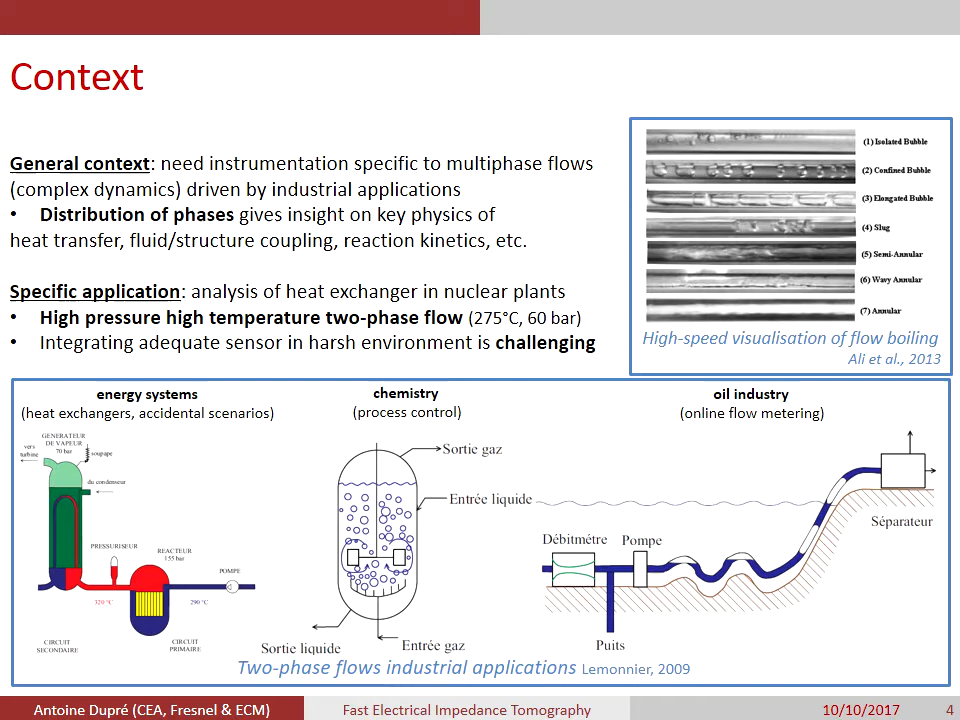 Context
General context: need instrumentation specific to multiphase flows
(complex dynamics) driven by industrial applications
• Distribution of phases gives insight on key physics of
heat transfer, fluid/structure coupling, reaction kinetics, etc.
Specific application: analysis of heat exchanger in nuclear plants
• High pressure high temperature two-phase flow (275°C, 60 bar)
• Integrating adequate sensor in harsh environment is challenging
(1) Isolated Bubble
(2) Confined Bubble
(3) Elongated Bubble
(4) Slug
(5) Semi-Annular
(6) Wavy Annular
(7) Annular
High-speed visualisation of flow boiling
Ali et al., 2013
energy systems
(heat exchangers, accidental scenarios)
GENERATEUR
DE VAPEUR
70 bar
vers
turbine
soupape
du condenseur
PRESSURISEUR
REACTEUR
155 bar
POMPE
320 °C
290 °C
CIRCUIT
SECONDAIRE
CIRCUIT
PRIMAIRE
chemistry
(process control)
Sortie gaz
Entrée liquide
Sortie liquide
Entrée gaz
oil industry
(online flow metering)
Séparateur
Débitmétre
Pompe
Puits
Two-phase flows industrial applications Lemonnier, 2009
Antoine Dupré (CEA, Fresnel & ECM)
Fast Electrical Impedance Tomography
10/10/2017
4